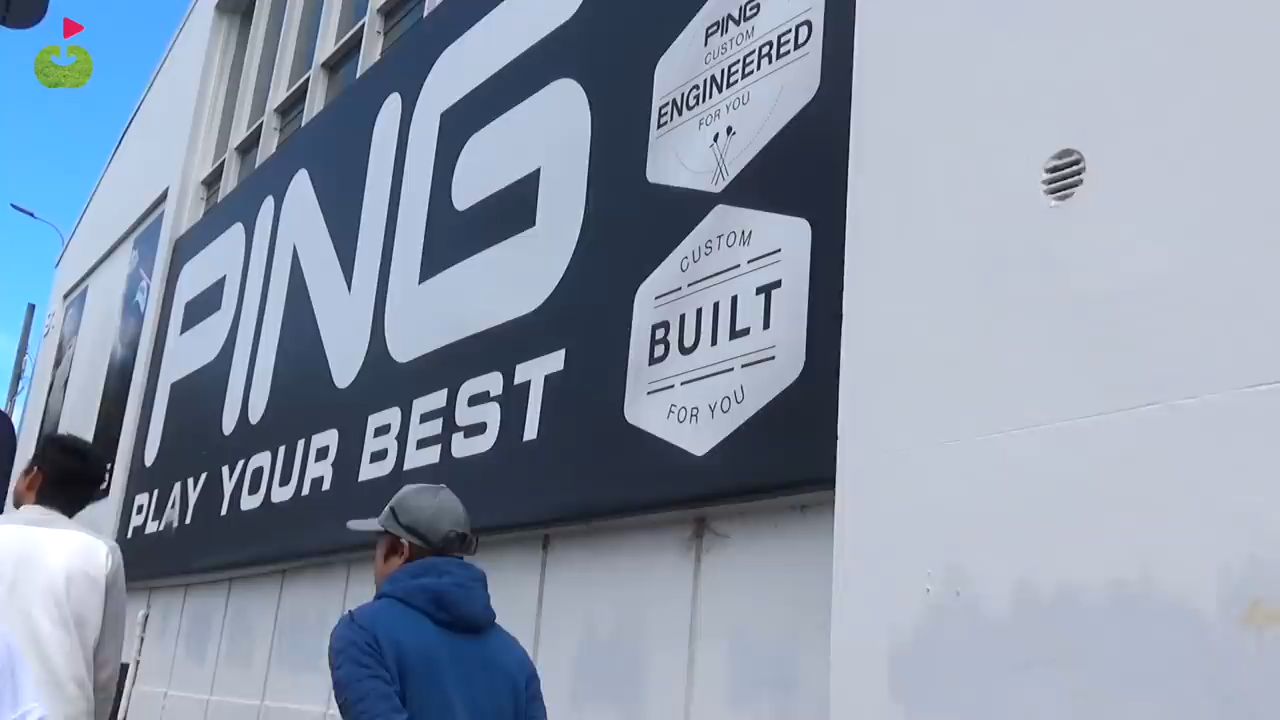 PING
PLAY YOUR BEST
PING
CUSTOM
ENGINEERED
FOR YOU
CUSTOM
BUILT
FOR YOU